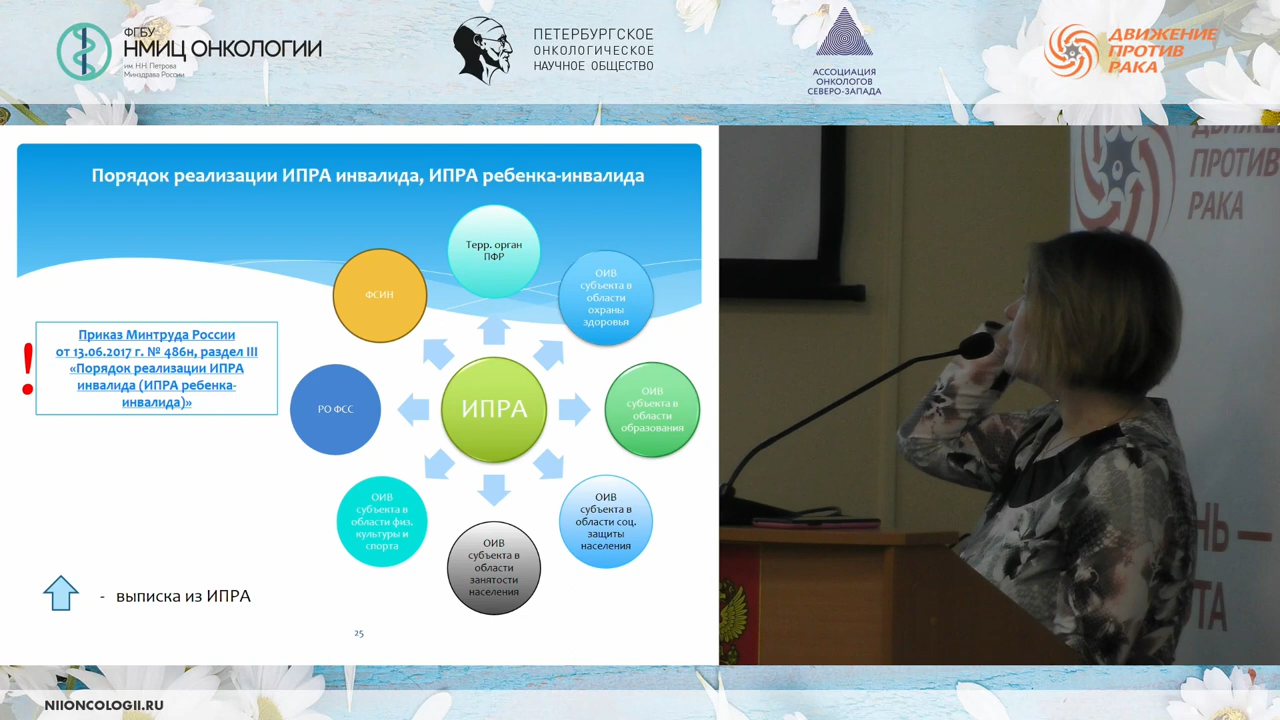 ФГБУ
НМИЦ ОНКОЛОГИИ
им. Н.Н. Петрова
Минздрава России
ПЕТЕРБУРГСКОЕ
ОНКОЛОГИЧЕСКОЕ
НАУЧНОЕ ОБЩЕСТВО
АССОЦИАЦИЯ
ОНКОЛОГОВ
СЕВЕРО-ЗАПАДА
ДВИЖЕНИЕ
ПРОТИВ
РАКА
Порядок реализации ИПРА инвалида, ИПРА ребенка-инвалида
Терр. орган
ПФР
ФСИН
ОИВ
субъекта в
области
охраны
здоровья
!
Приказ Минтруда России
от 13.06.2017 г. № 486н, раздел III
«Порядок реализации ИПРА
инвалида (ИПРА ребенка-
инвалида)»
РО ФСС
ИПРА
ОИВ
субъекта в
области
образования
ОИВ
субъекта в
области физ.
культуры и
спорта
ОИВ
субъекта в
области
занятости
населения
ОИВ
субъекта в
области соц.
защиты
населения
- выписка из ИПРА
25
ПРОТИВ
РАКА
NIIONCOLOGII.RU